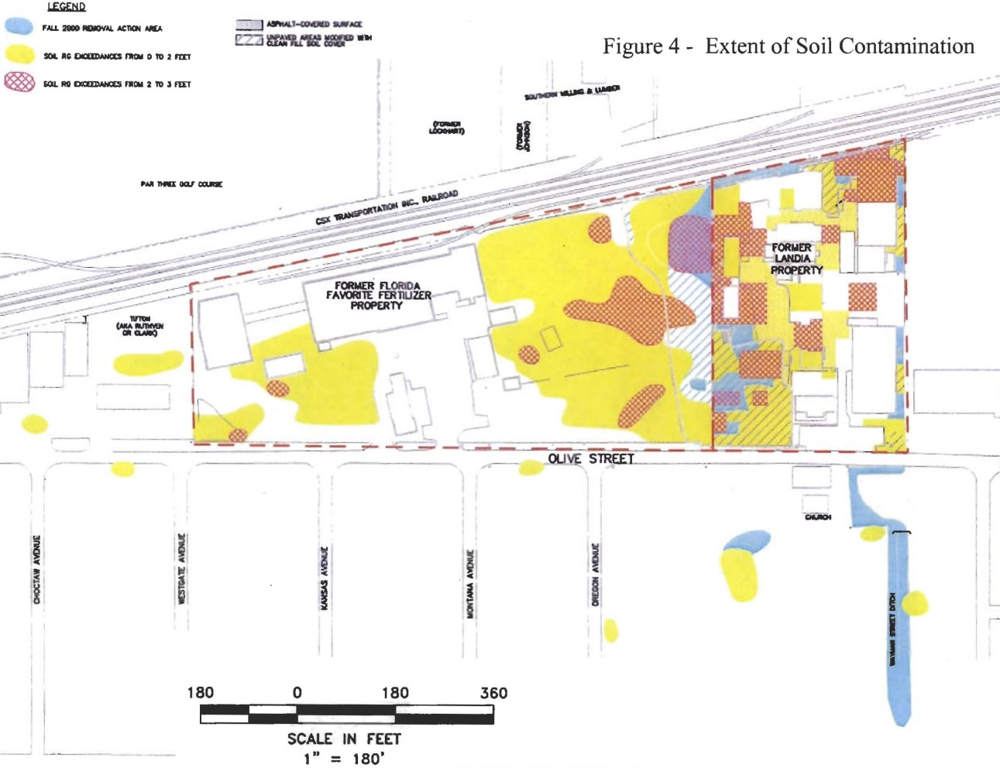 LEGEND
FALL 2000 REMOVAL ACTION AREA
SOIL RG EXCEEDANCES FROM 0 TO 2 FEET
SOIL RG EXCEEDANCES FROM 2 TO 3 FEET
ASPHALT-COVERED SURFACE
UNPAVED AREAS MODIFIED WITH
CLEAN FILL SOIL COVER
Figure 4 - Extent of Soil Contamination
SOUTHERN MILLING & LUMBER
(FORMER
LOCKHART)
(FORMER
JOHNSON)
PAR THREE GOLF COURSE
CSX TRANSPORTATION INC., RAILROAD
FORMER
LANDIA
PROPERTY
FORMER FLORIDA
FAVORITE FERTILIZER
PROPERTY
TIFTON
(AKA RUTHVEN
OR CLARK)
OLIVE STREET
CHURCH
CHOCTAW AVENUE
WESTGATE AVENUE
KANSAS AVENUE
MONTANA AVENUE
OREGON AVENUE
WAYMAN STREET DITCH
180 0 180 360
SCALE IN FEET
1" = 180'